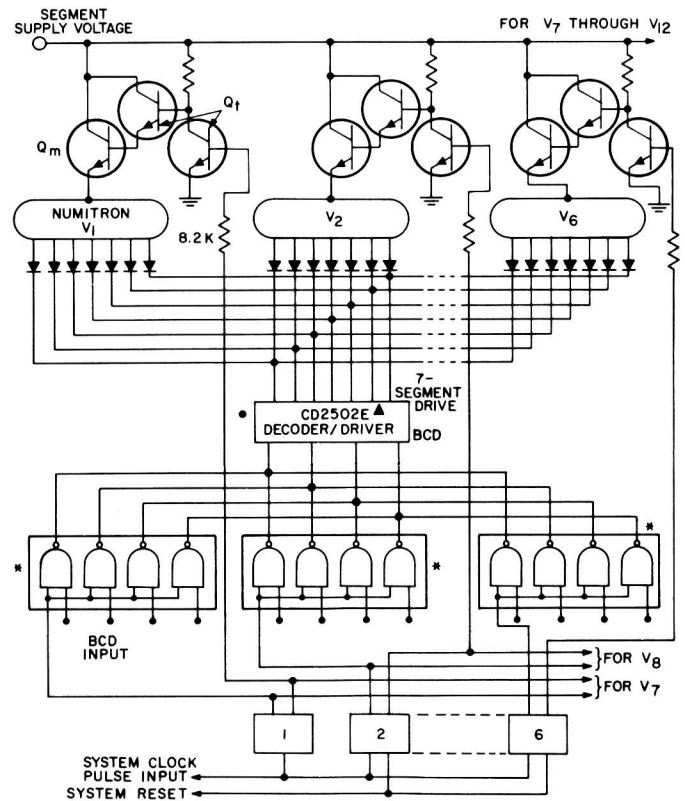 SEGMENT
SUPPLY VOLTAGE
FOR V7 THROUGH V12
Qt
Qm
NUMITRON
V1
8.2K
V2
V6
7-
SEGMENT
DRIVE
CD2502E
DECODER/DRIVER
BCD
*
*
*
BCD
INPUT
FOR V8
FOR V7
1
2
6
SYSTEM CLOCK
PULSE INPUT
SYSTEM RESET